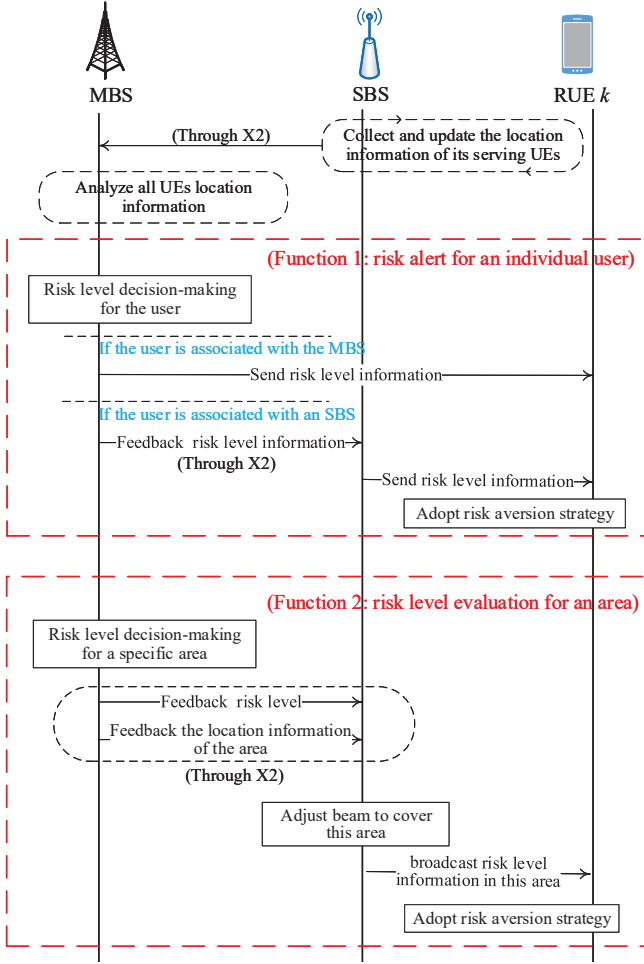 MBS
SBS
RUE k
(Through X2)
Collect and update the location
information of its serving UEs
Analyze all UEs location
information
(Function 1: risk alert for an individual user)
Risk level decision-making
for the user
If the user is associated with the MBS
Send risk level information
If the user is associated with an SBS
Feedback risk level information
(Through X2)
Send risk level information
Adopt risk aversion strategy
(Function 2: risk level evaluation for an area)
Risk level decision-making
for a specific area
Feedback risk level
Feedback the location information
of the area
(Through X2)
Adjust beam to cover
this area
broadcast risk level
information in this area
Adopt risk aversion strategy